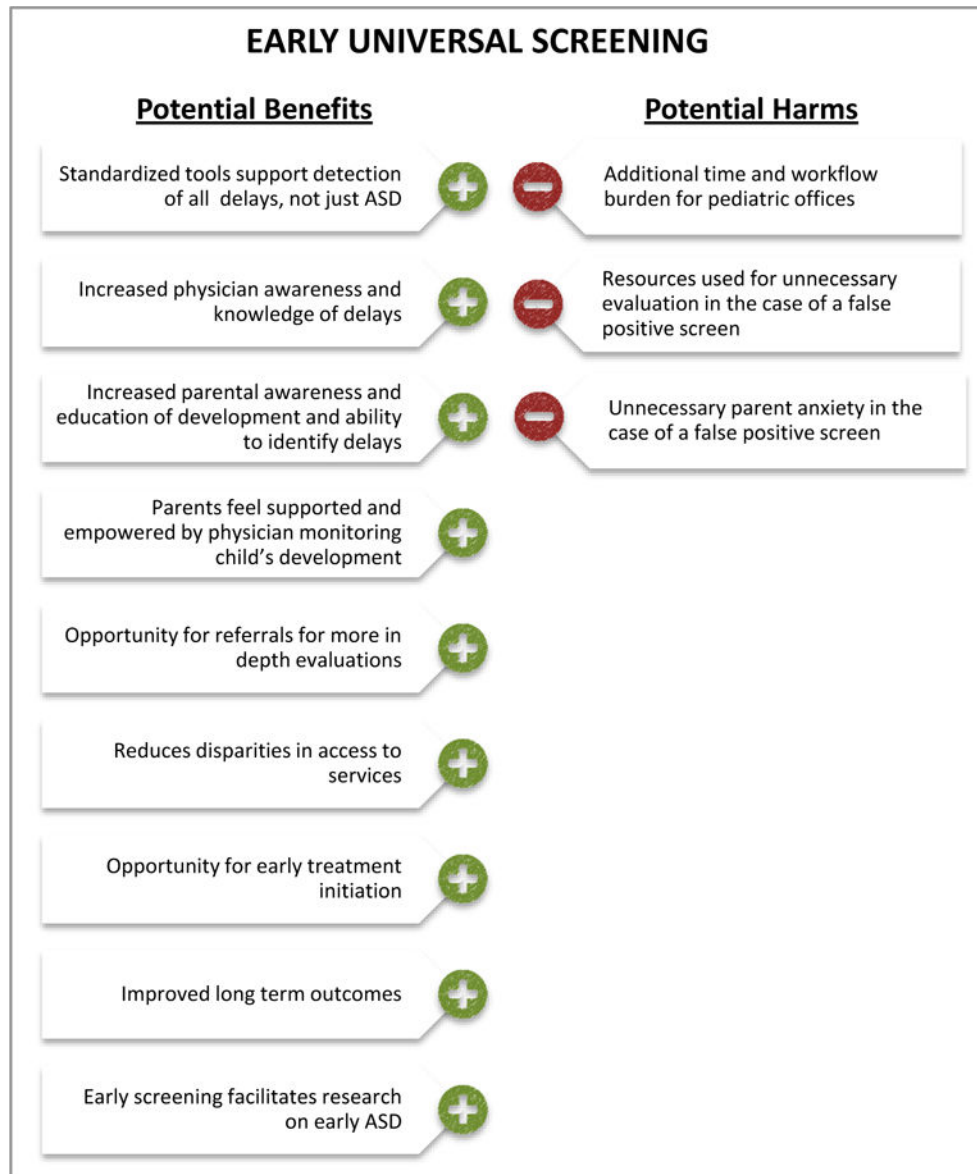 EARLY UNIVERSAL SCREENING
Potential Benefits
Standardized tools support detection
of all delays, not just ASD
Increased physician awareness and
knowledge of delays
Increased parental awareness and
education of development and ability
to identify delays
Parents feel supported and
empowered by physician monitoring
child's development
Opportunity for referrals for more in
depth evaluations
Reduces disparities in access to
services
Opportunity for early treatment
initiation
Improved long term outcomes
Early screening facilitates research
on early ASD
Potential Harms
Additional time and workflow
burden for pediatric offices
Resources used for unnecessary
evaluation in the case of a false
positive screen
Unnecessary parent anxiety in the
case of a false positive screen